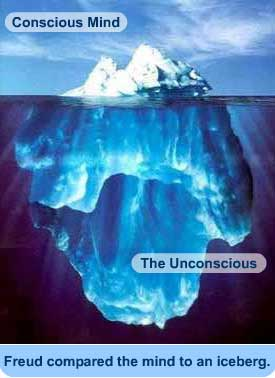 Conscious Mind
The Unconscious
Freud compared the mind to an iceberg.